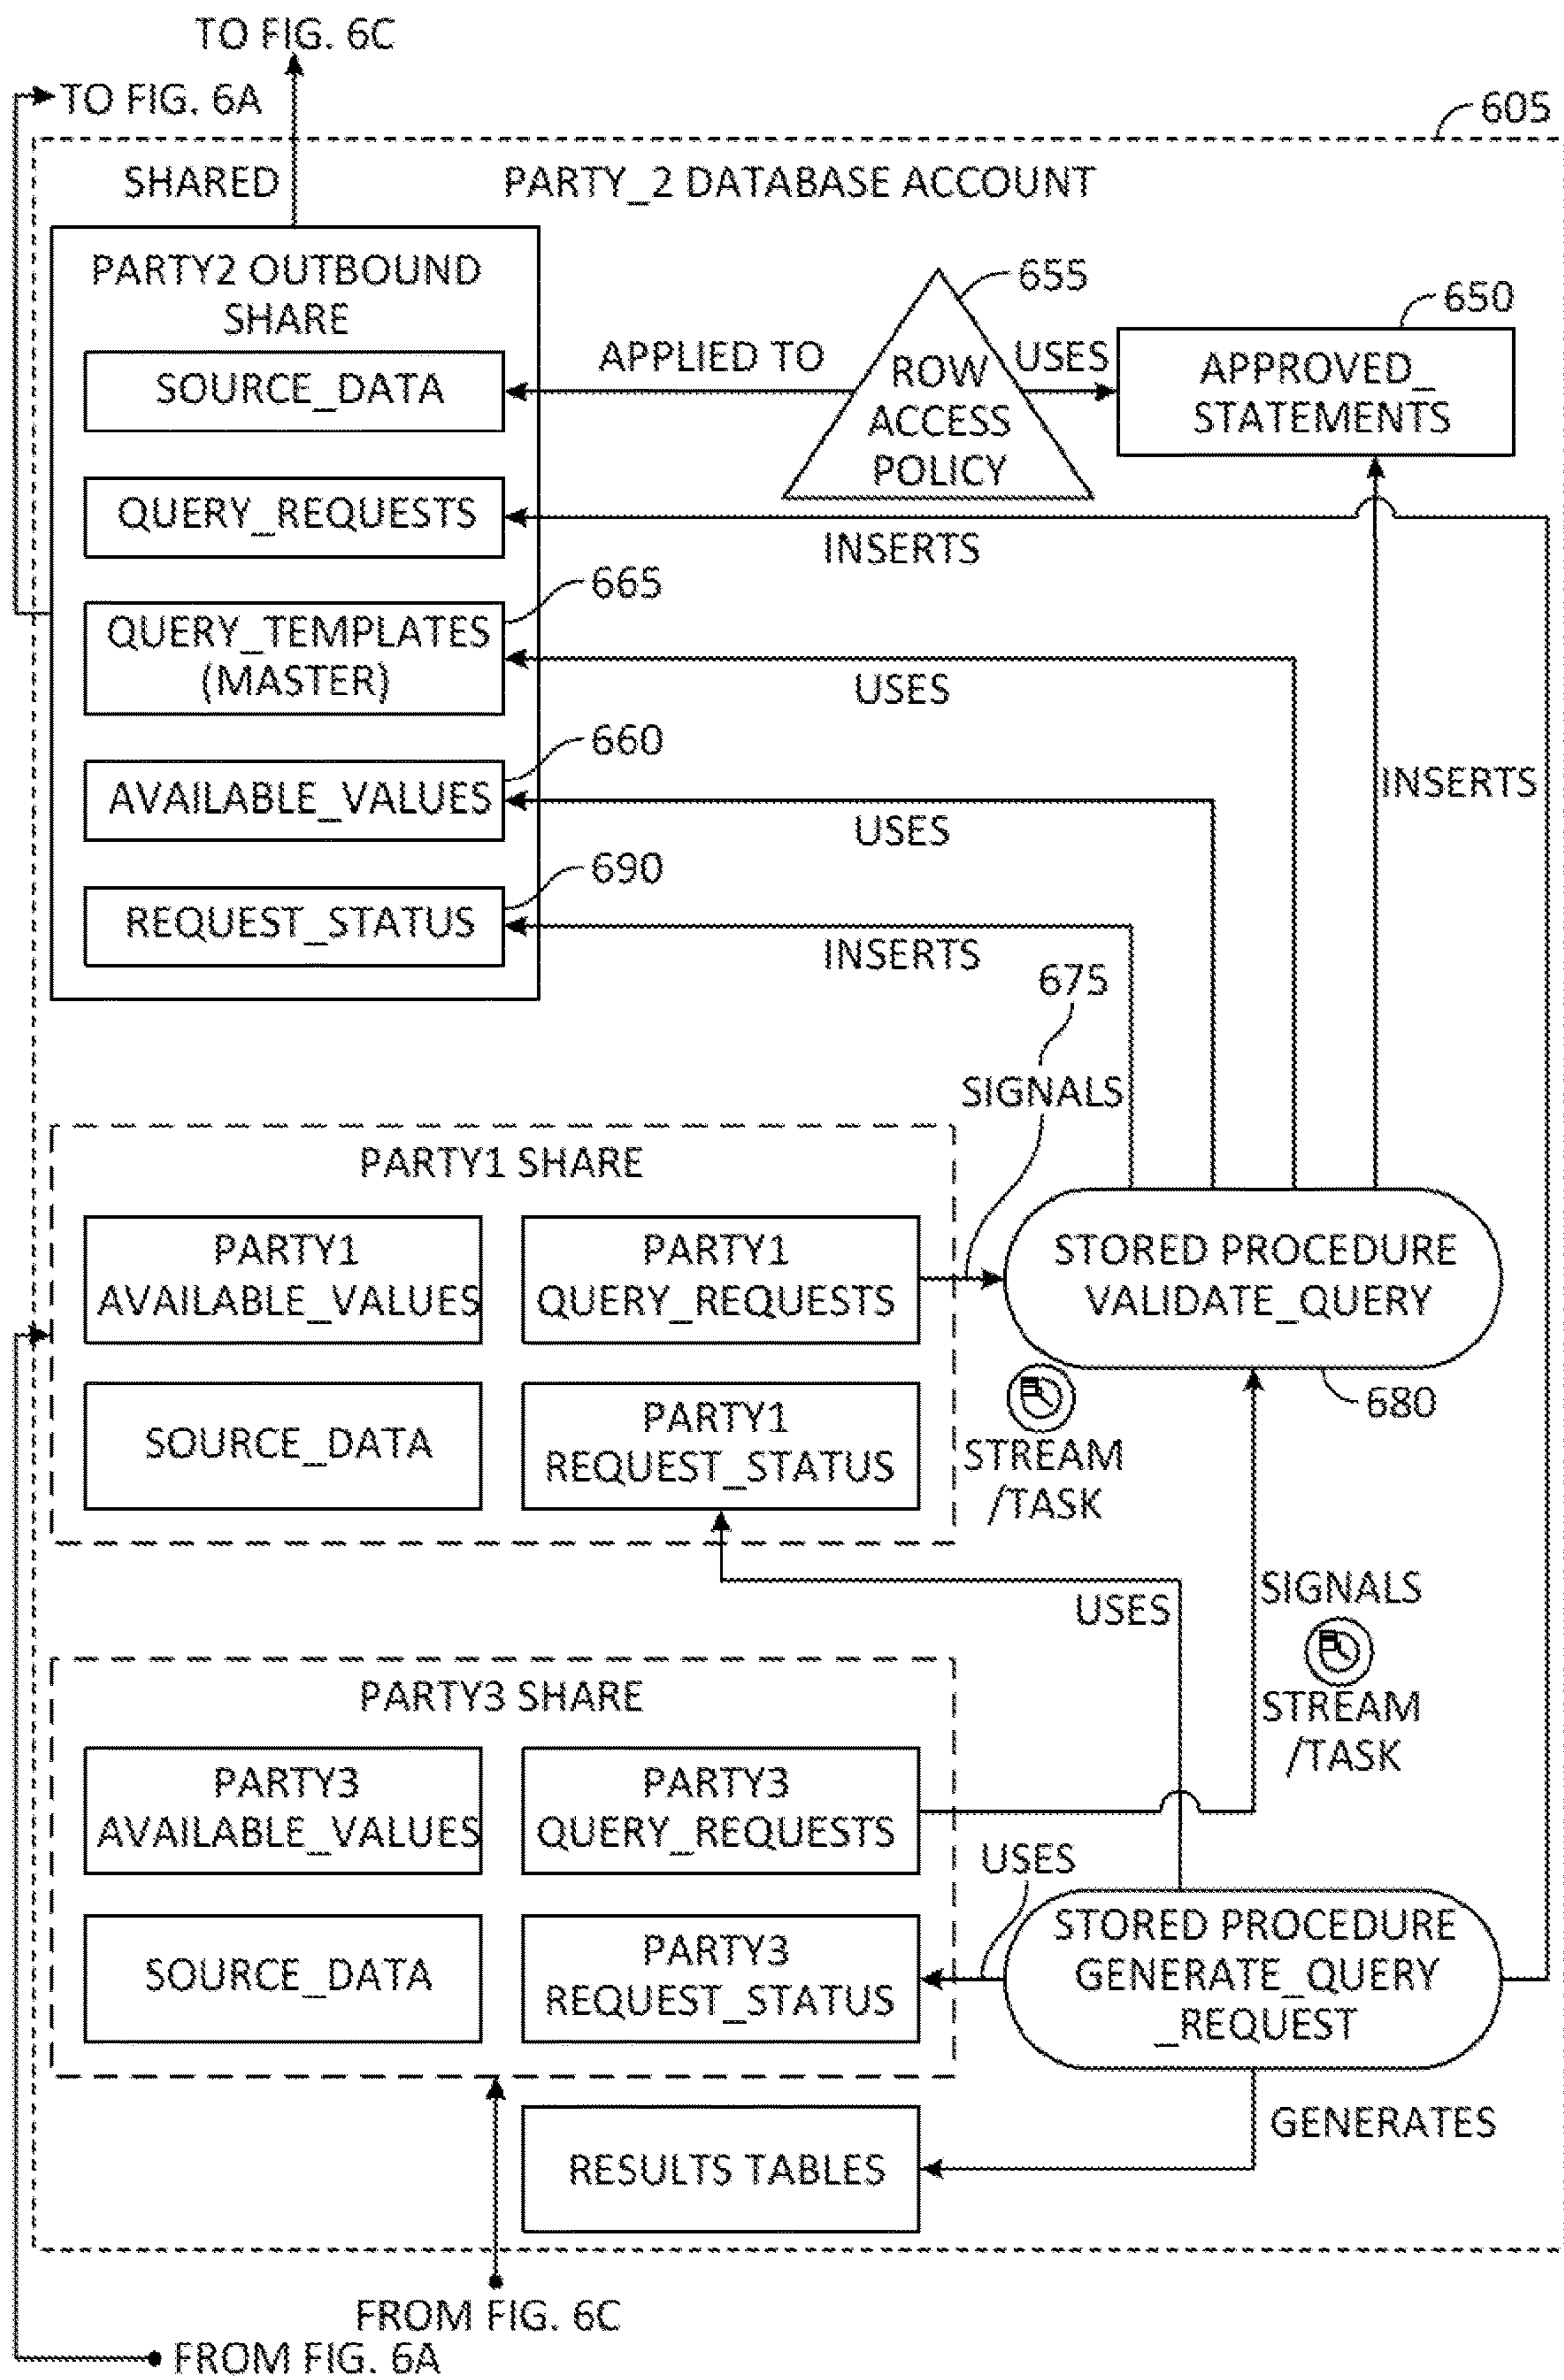 TO FIG. 6C
TO FIG. 6A
605
SHARED
PARTY_2 DATABASE ACCOUNT
PARTY2 OUTBOUND
SHARE
SOURCE_DATA
QUERY_REQUESTS
QUERY_TEMPLATES
(MASTER)
665
AVAILABLE_VALUES
660
REQUEST_STATUS
690
APPLIED TO
655
ROW
ACCESS
POLICY
USES
650
APPROVED_
STATEMENTS
INSERTS
USES
USES
INSERTS
INSERTS
675
SIGNALS
PARTY1 SHARE
PARTY1
AVAILABLE_VALUES
PARTY1
QUERY_REQUESTS
SOURCE_DATA
PARTY1
REQUEST_STATUS
STORED PROCEDURE
VALIDATE_QUERY
680
STREAM
/TASK
USES
SIGNALS
STREAM
/TASK
PARTY3 SHARE
PARTY3
AVAILABLE_VALUES
PARTY3
QUERY_REQUESTS
SOURCE_DATA
PARTY3
REQUEST_STATUS
USES
STORED PROCEDURE
GENERATE_QUERY
_REQUEST
GENERATES
RESULTS TABLES
FROM FIG. 6C
FROM FIG. 6A